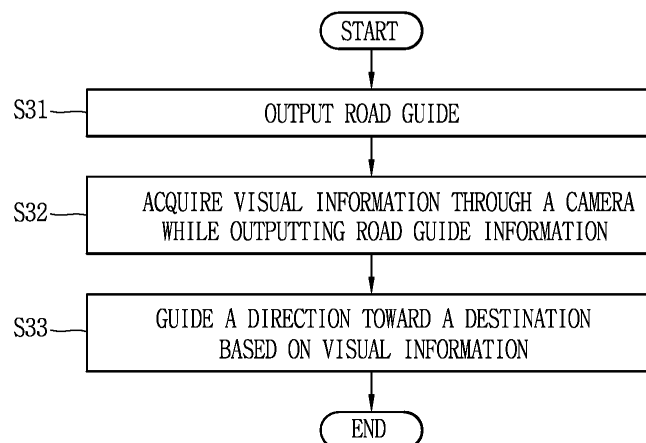 START
S31
OUTPUT ROAD GUIDE
S32
ACQUIRE VISUAL INFORMATION THROUGH A CAMERA
WHILE OUTPUTTING ROAD GUIDE INFORMATION
S33
GUIDE A DIRECTION TOWARD A DESTINATION
BASED ON VISUAL INFORMATION
END